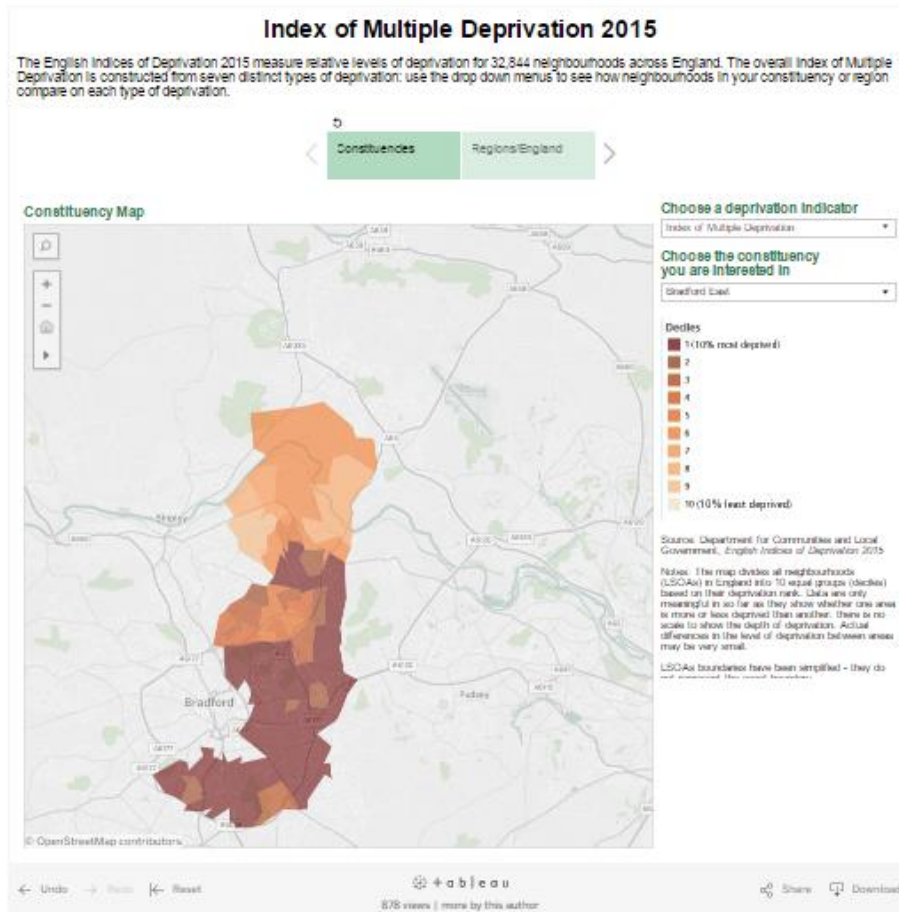 Index of Multiple Deprivation 2015
The English Indices of Deprivation 2015 measure relative levels of deprivation for 32,844 neighbourhoods across England. The overall Index of Multiple
Deprivation is constructed from seven distinct types of deprivation: use the drop down menus to see how neighbourhoods in your constituency or region
compare on each type of deprivation.
Constituencies
Regions/England
Constituency Map
Choose a deprivation indicator
Index of Multiple Deprivation
Choose the constituency
you are interested in
Bradford East
Deciles
1 (10% most deprived)
2
3
4
5
6
7
8
9
10 (10% least deprived)
Bingley
Bradford
Pudsey
Source: Department for Communities and Local
Government, English Indices of Deprivation 2015
Notes: The map divides all neighbourhoods
(LSOAs) in England into 10 equal groups (deciles)
based on their deprivation rank. Data are only
meaningful in so far as they show whether one area
is more or less deprived than another. there is no
scale to show the depth of deprivation. Actual
differences in the level of deprivation between areas
may be very small.
LSOAs boundaries have been simplified - they do
© OpenStreetMap contributors
Undo
Redo
Reset
+ableau
878 views | more by this author
Share
Download